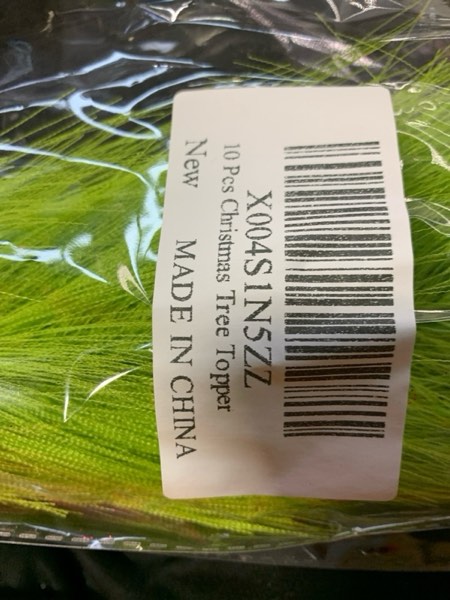 X004S1N5ZZ
10 Pcs Christmas Tree Topper
New
MADE IN CHINA